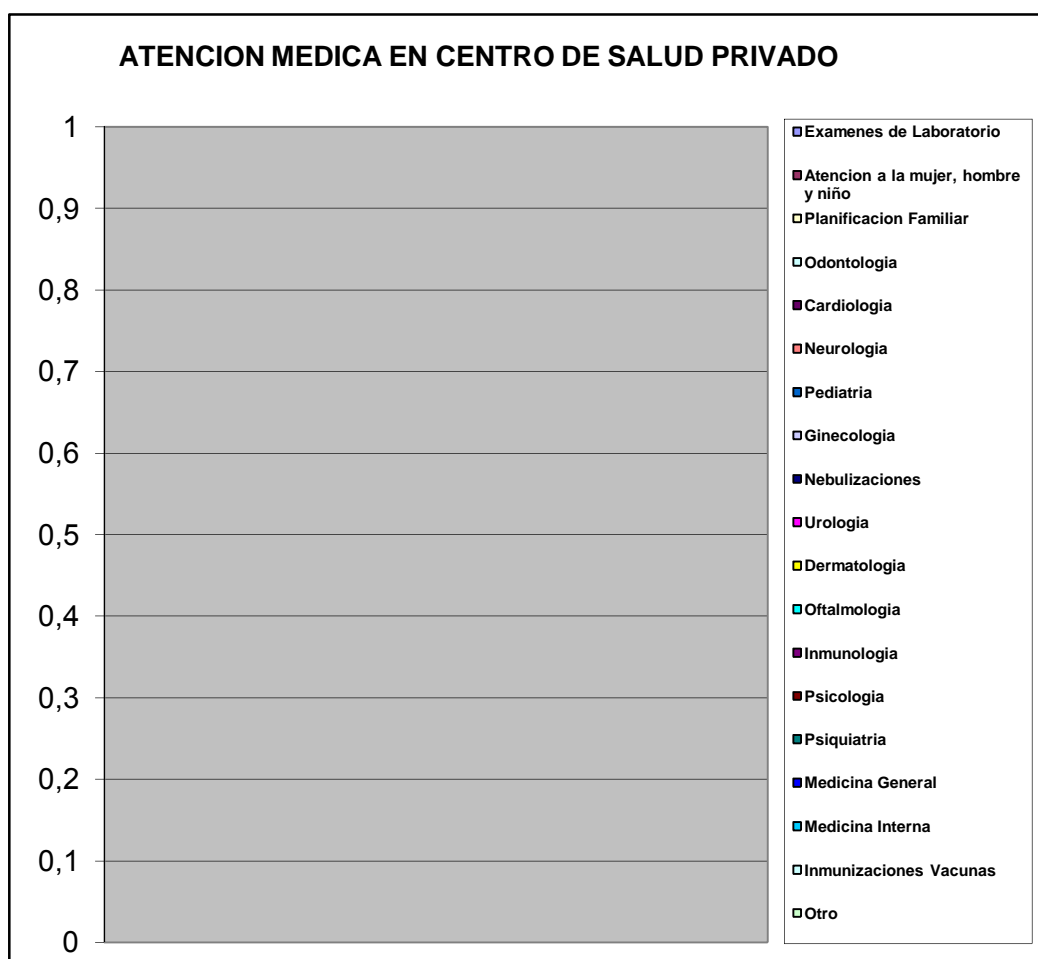 ATENCION MEDICA EN CENTRO DE SALUD PRIVADO
1
0,9
0,8
0,7
0,6
0,5
0,4
0,3
0,2
0,1
0
Examenes de Laboratorio
Atencion a la mujer, hombre
y niño
Planificacion Familiar
Odontologia
Cardiologia
Neurologia
Pediatria
Ginecologia
Nebulizaciones
Urologia
Dermatologia
Oftalmologia
Inmunologia
Psicologia
Psiquiatria
Medicina General
Medicina Interna
Inmunizaciones Vacunas
Otro